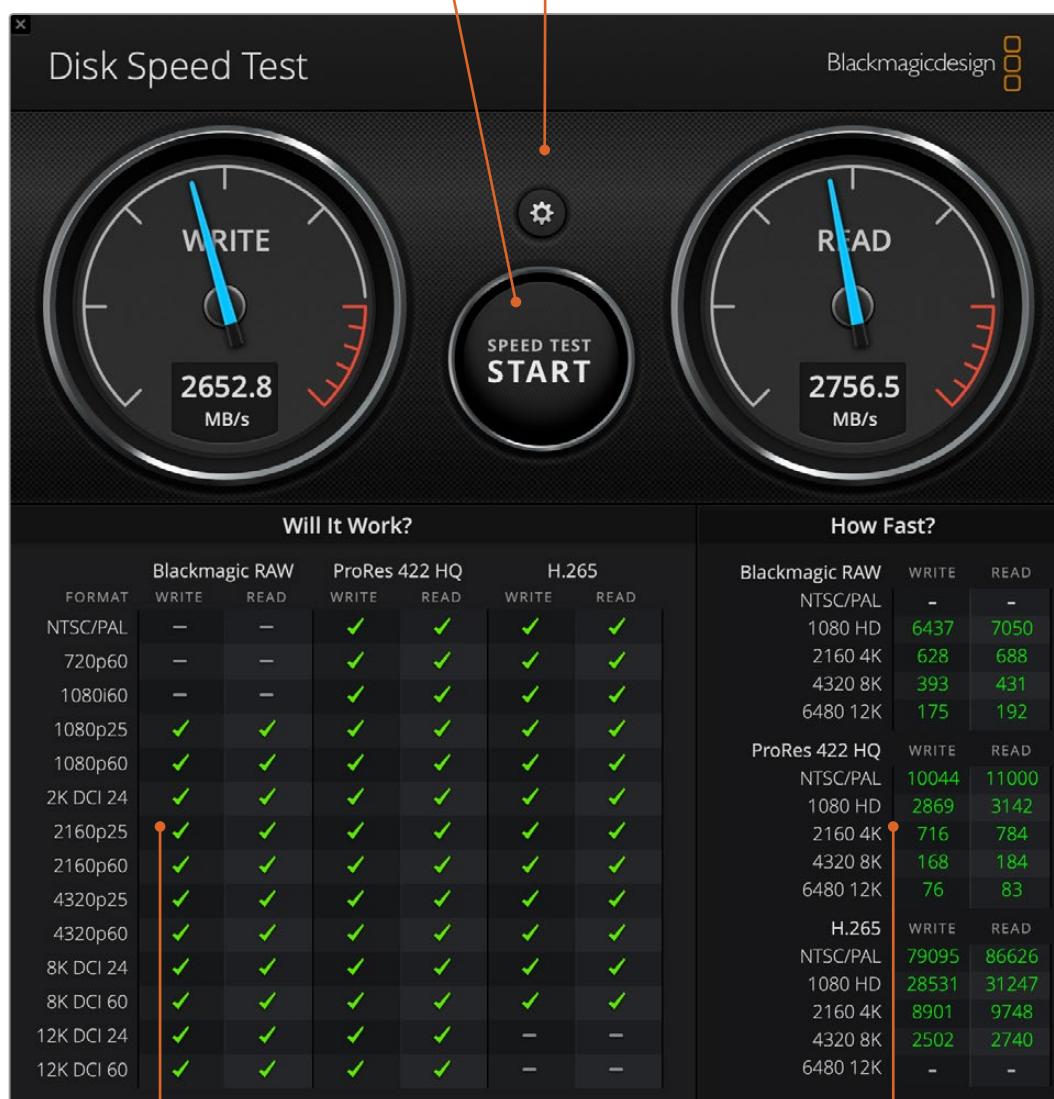 Disk Speed Test
Blackmagicdesign
WRITE
2652.8
MB/s
SPEED TEST
START
READ
2756.5
MB/s
Will It Work?
Blackmagic RAW ProRes 422 HQ H.265
FORMAT WRITE READ WRITE READ WRITE READ
NTSC/PAL – – ✓ ✓ ✓ ✓
720p60 – – ✓ ✓ ✓ ✓
1080i60 – – ✓ ✓ ✓ ✓
1080p25 ✓ ✓ ✓ ✓ ✓ ✓
1080p60 ✓ ✓ ✓ ✓ ✓ ✓
2K DCI 24 ✓ ✓ ✓ ✓ ✓ ✓
2160p25 ✓ ✓ ✓ ✓ ✓ ✓
2160p60 ✓ ✓ ✓ ✓ ✓ ✓
4320p25 ✓ ✓ ✓ ✓ ✓ ✓
4320p60 ✓ ✓ ✓ ✓ ✓ ✓
8K DCI 24 ✓ ✓ ✓ ✓ ✓ ✓
8K DCI 60 ✓ ✓ ✓ ✓ ✓ ✓
12K DCI 24 ✓ ✓ ✓ ✓ – –
12K DCI 60 ✓ ✓ ✓ ✓ – –
How Fast?
Blackmagic RAW WRITE READ
NTSC/PAL - -
1080 HD 6437 7050
2160 4K 628 688
4320 8K 393 431
6480 12K 175 192
ProRes 422 HQ WRITE READ
NTSC/PAL 10044 11000
1080 HD 2869 3142
2160 4K 716 784
4320 8K 168 184
6480 12K 76 83
H.265 WRITE READ
NTSC/PAL 79095 86626
1080 HD 28531 31247
2160 4K 8901 9748
4320 8K 2502 2740
6480 12K - -